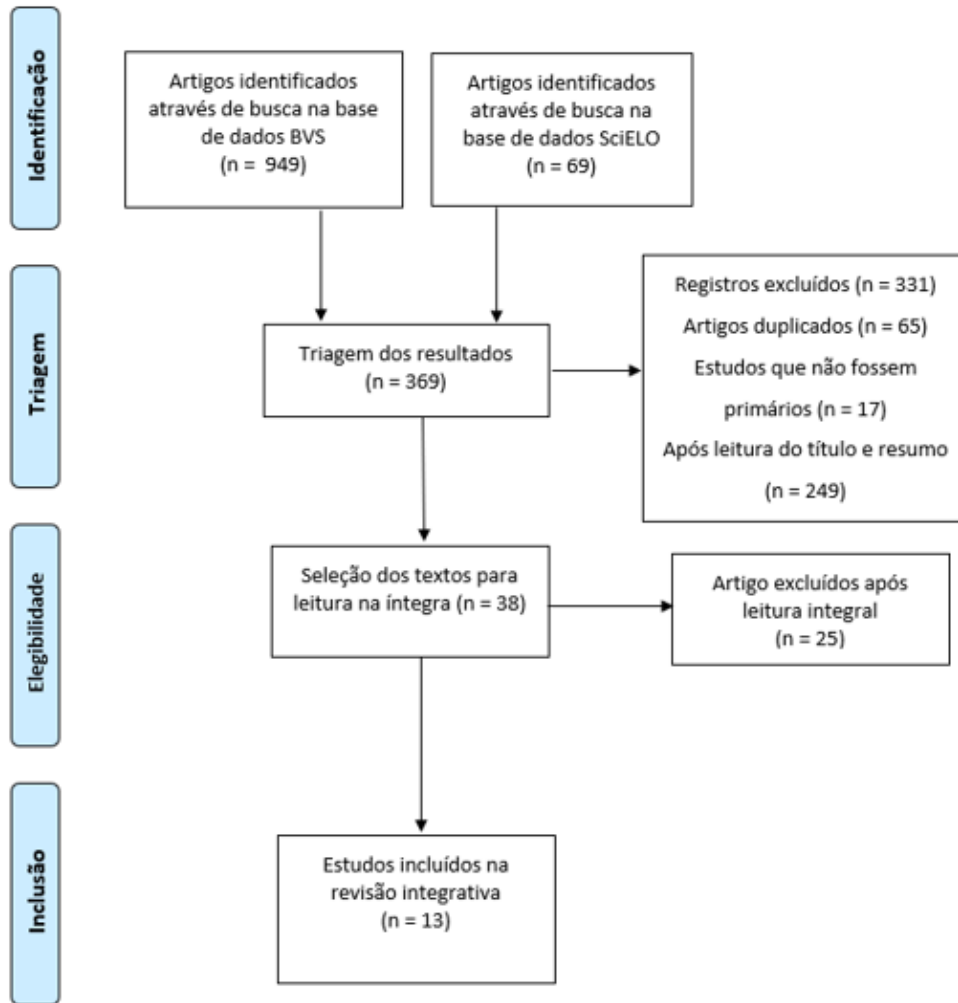 Identificação
Artigos identificados
através de busca na base
de dados BVS
(n = 949)
Artigos identificados
através de busca na
base de dados SciELO
(n = 69)
Triagem
Triagem dos resultados
(n = 369)
Registros excluídos (n = 331)
Artigos duplicados (n = 65)
Estudos que não fossem
primários (n = 17)
Após leitura do título e resumo
(n = 249)
Elegibilidade
Seleção dos textos para
leitura na íntegra (n = 38)
Artigo excluídos após
leitura integral
(n = 25)
Inclusão
Estudos incluídos na
revisão integrativa
(n = 13)